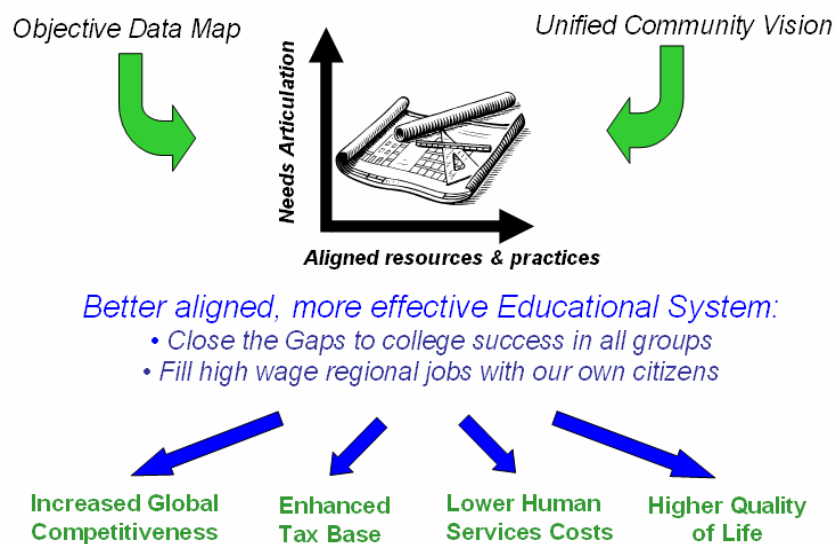 Objective Data Map
Unified Community Vision
Needs Articulation
Aligned resources & practices
Better aligned, more effective Educational System:
• Close the Gaps to college success in all groups
• Fill high wage regional jobs with our own citizens
Increased Global
Competitiveness
Enhanced
Tax Base
Lower Human
Services Costs
Higher Quality
of Life